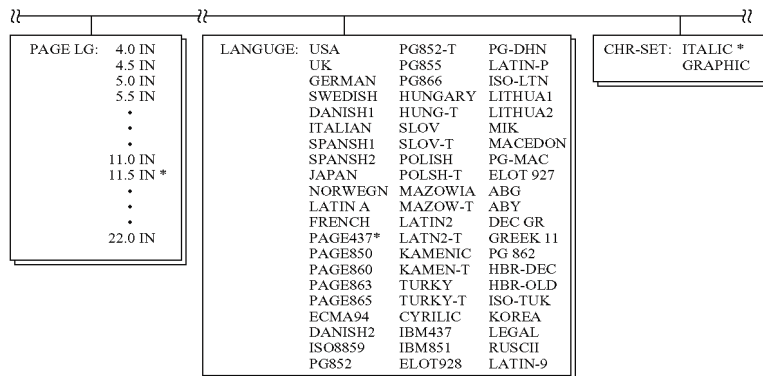 PAGE LG: 4.0 IN
4.5 IN
5.0 IN
5.5 IN
•
•
•
11.0 IN
11.5 IN *
•
•
•
22.0 IN
LANGUGE: USA PG852-T PG-DHN
UK PG855 LATIN-P
GERMAN PG866 ISO-LTN
SWEDISH HUNGARY LITHUA1
DANISH1 HUNG-T LITHUA2
ITALIAN SLOV MIK
SPANSH1 SLOV-T MACEDON
SPANSH2 POLISH PG-MAC
JAPAN POLSH-T ELOT 927
NORWEGN MAZOWIA ABG
LATIN A MAZOW-T ABY
FRENCH LATIN2 DEC GR
PAGE437* LATN2-T GREEK 11
PAGE850 KAMENIC PG 862
PAGE860 KAMEN-T HBR-DEC
PAGE863 TURKY HBR-OLD
PAGE865 TURKY-T ISO-TUK
ECMA94 CYRILIC KOREA
DANISH2 IBM437 LEGAL
ISO8859 IBM851 RUSCII
PG852 ELOT928 LATIN-9
CHR-SET: ITALIC *
GRAPHIC